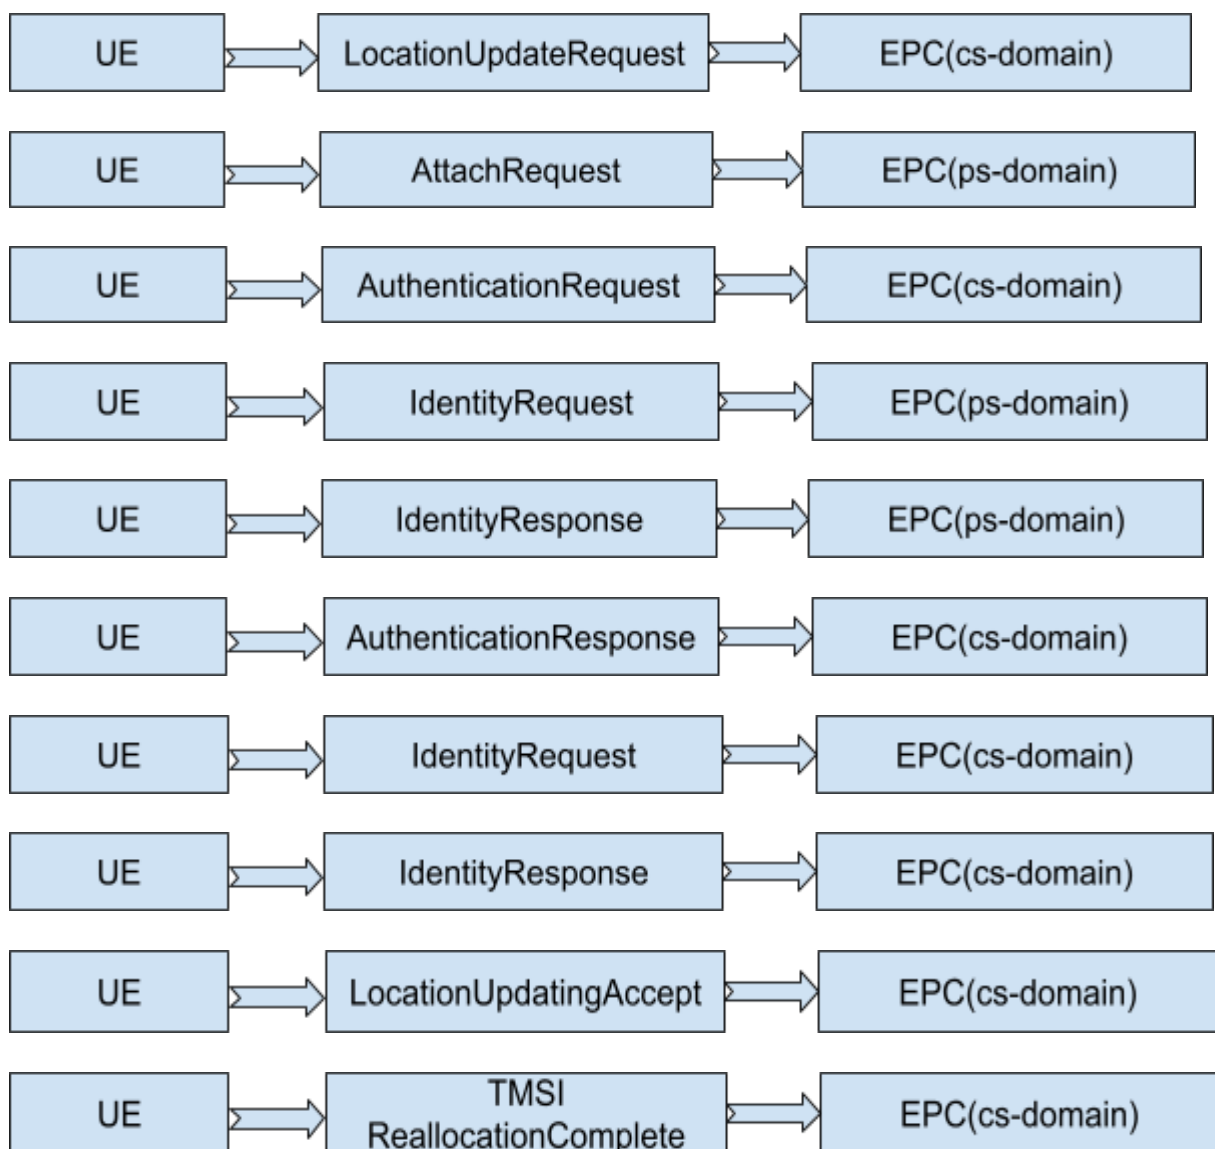 UE LocationUpdateRequest EPC(cs-domain)
UE AttachRequest EPC(ps-domain)
UE AuthenticationRequest EPC(cs-domain)
UE IdentityRequest EPC(ps-domain)
UE IdentityResponse EPC(ps-domain)
UE AuthenticationResponse EPC(cs-domain)
UE IdentityRequest EPC(cs-domain)
UE IdentityResponse EPC(cs-domain)
UE LocationUpdatingAccept EPC(cs-domain)
UE TMSI EPC(cs-domain)
ReallocationComplete